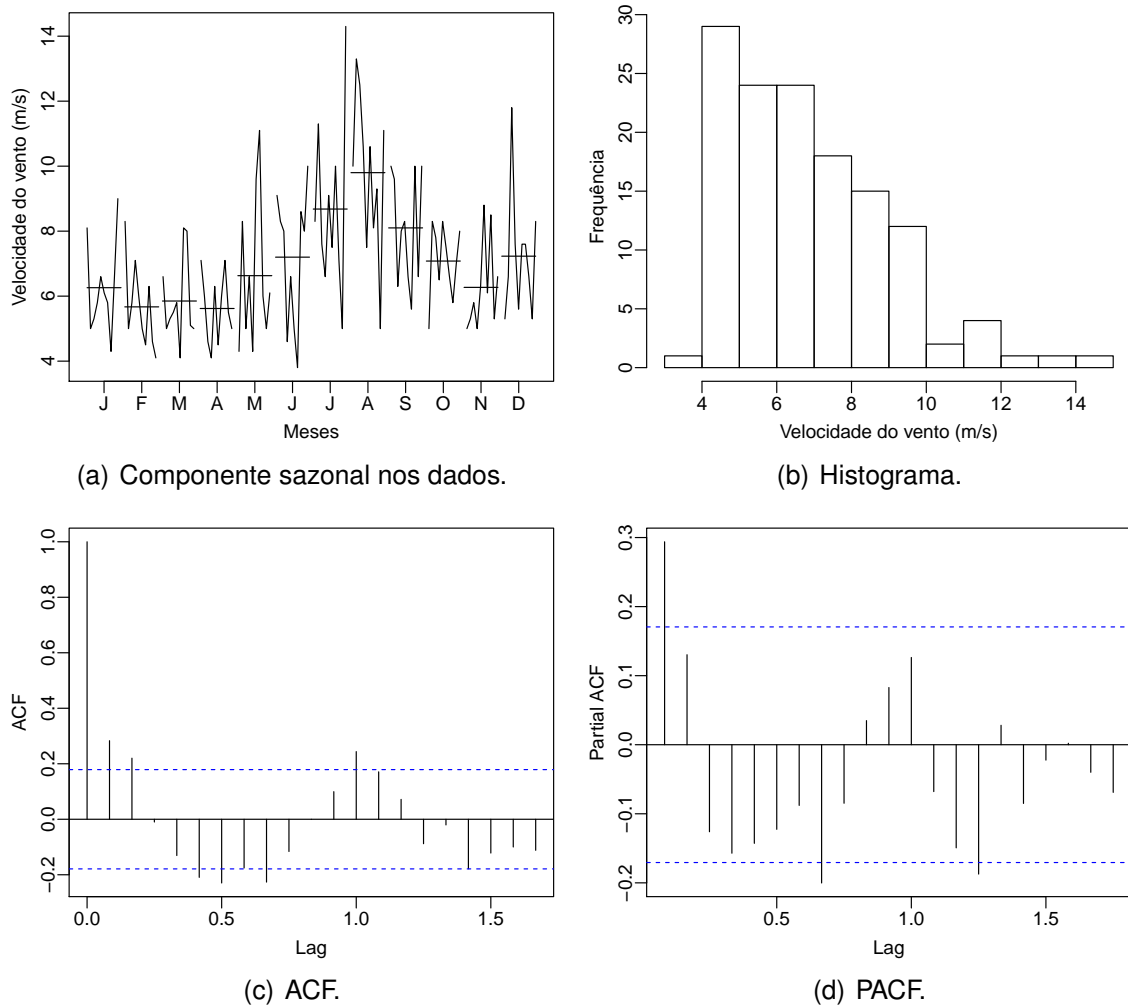 Velocidade do vento (m/s)
4 6 8 10 12 14
J F M A M J J A S O N D
Meses
(a) Componente sazonal nos dados.
Frequência
0 5 10 15 20 25 30
4 6 8 10 12 14
Velocidade do vento (m/s)
(b) Histograma.
ACF
−0.2 0.0 0.2 0.4 0.6 0.8 1.0
0.0 0.5 1.0 1.5
Lag
(c) ACF.
Partial ACF
−0.2 −0.1 0.0 0.1 0.2 0.3
0.5 1.0 1.5
Lag
(d) PACF.